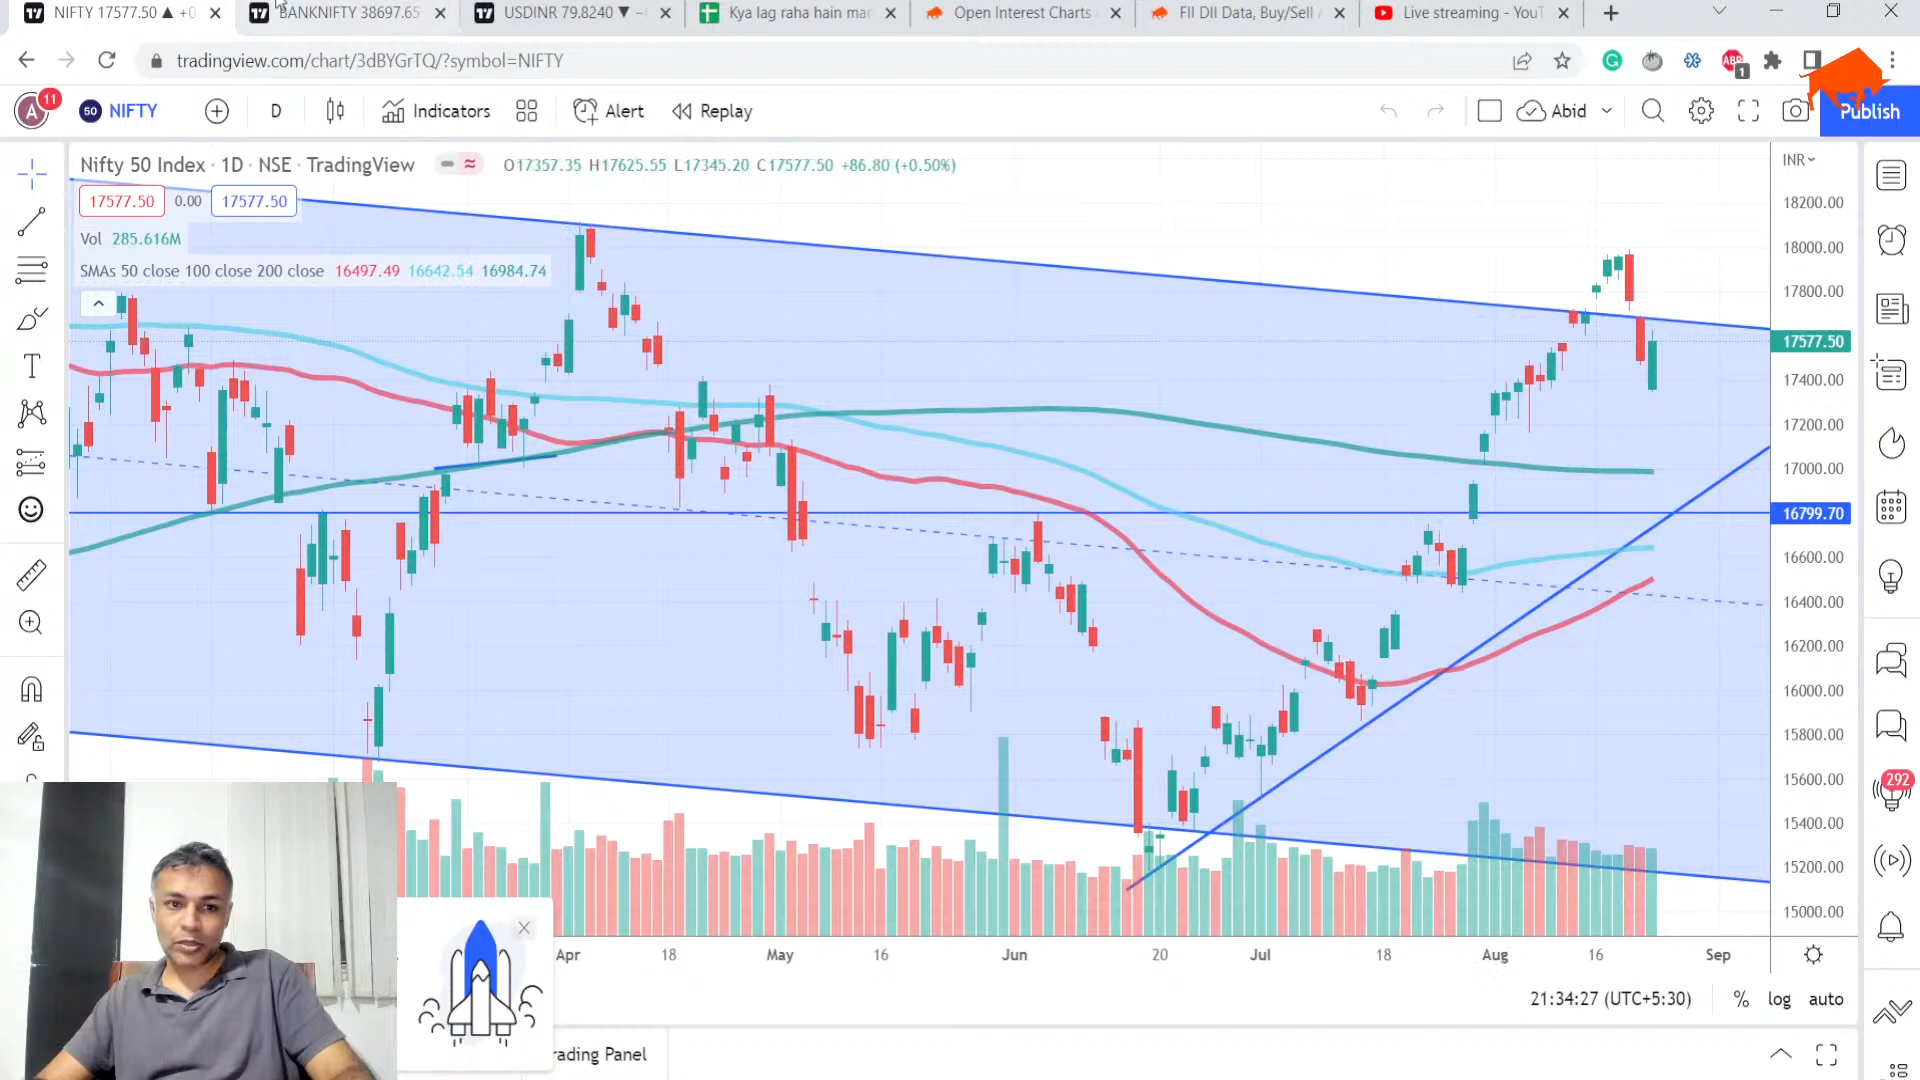 NIFTY 17577.50 ▲ +0
BANKNIFTY 38697.65
USDINR 79.8240 ▼ −
Kya lag raha hain mar
Open Interest Charts
FII DII Data, Buy/Sell
Live streaming - YouT
tradingview.com/chart/3dBYGrTQ/?symbol=NIFTY
ABP
1
A
11
50
NIFTY
D
Indicators
Alert
Replay
Abid
Publish
Nifty 50 Index · 1D · NSE · TradingView
O17357.35 H17625.55 L17345.20 C17577.50 +86.80 (+0.50%)
INR
17577.50
0.00
17577.50
Vol 285.616M
SMAs 50 close 100 close 200 close 16497.49 16642.54 16984.74
18200.00
18000.00
17800.00
17577.50
17400.00
17200.00
17000.00
16799.70
16600.00
16400.00
16200.00
16000.00
15800.00
15600.00
15400.00
15200.00
15000.00
292
Apr
18
May
16
Jun
20
Jul
18
Aug
16
Sep
21:34:27 (UTC+5:30)
%
log
auto
rading Panel